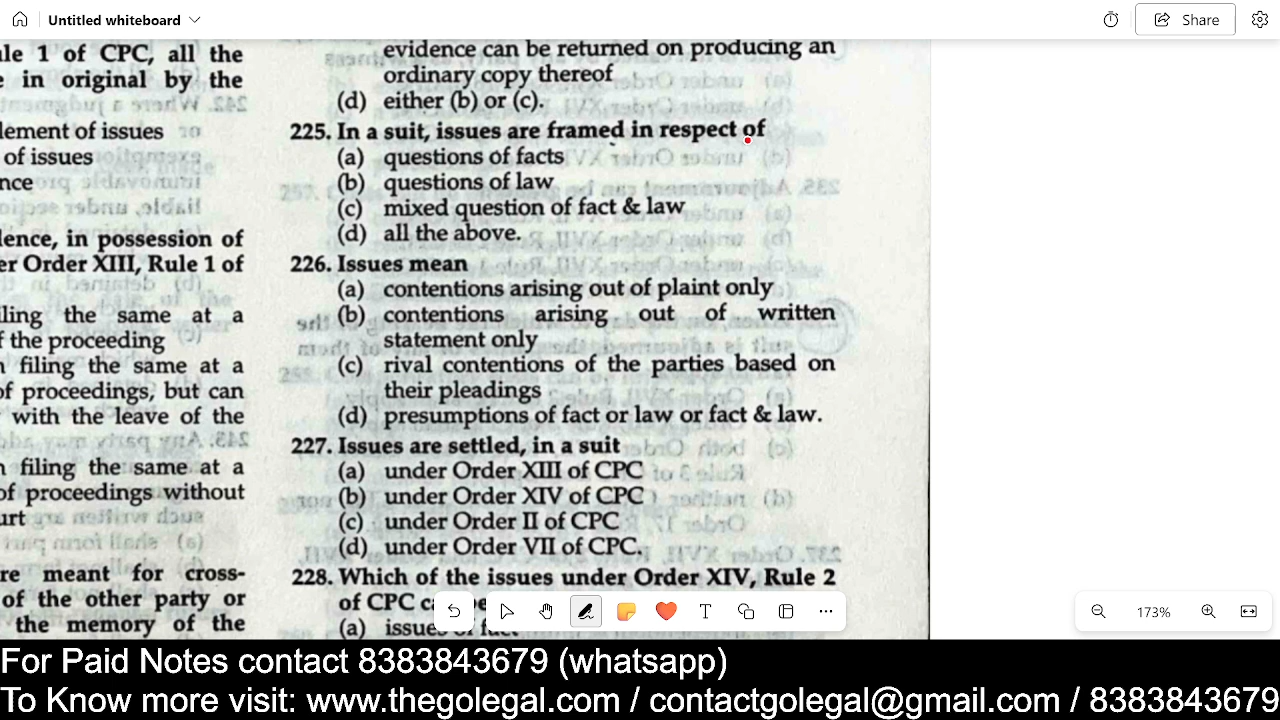 Untitled whiteboard
Share
ule 1 of CPC, all the
e in original by the
lement of issues
of issues
nce
lence, in possession of
er Order XIII, Rule 1 of
ling the same at a
f the proceeding
n filing the same at a
of proceedings, but can
with the leave of the
n filing the same at a
of proceedings without
urt
re meant for cross-
of the other party or
the memory of the
evidence can be returned on producing an
ordinary copy thereof
(d) either (b) or (c).
225. In a suit, issues are framed in respect of
(a) questions of facts
(b) questions of law
(c) mixed question of fact & law
(d) all the above.
226. Issues mean
(a) contentions arising out of plaint only
(b) contentions arising out of written
statement only
(c) rival contentions of the parties based on
their pleadings
(d) presumptions of fact or law or fact & law.
227. Issues are settled, in a suit
(a) under Order XIII of CPC
(b) under Order XIV of CPC
(c) under Order II of CPC
(d) under Order VII of CPC.
228. Which of the issues under Order XIV, Rule 2
of CPC
(a) issues of fact
173%
For Paid Notes contact 8383843679 (whatsapp)
To Know more visit: www.thegolegal.com / contactgolegal@gmail.com / 8383843679